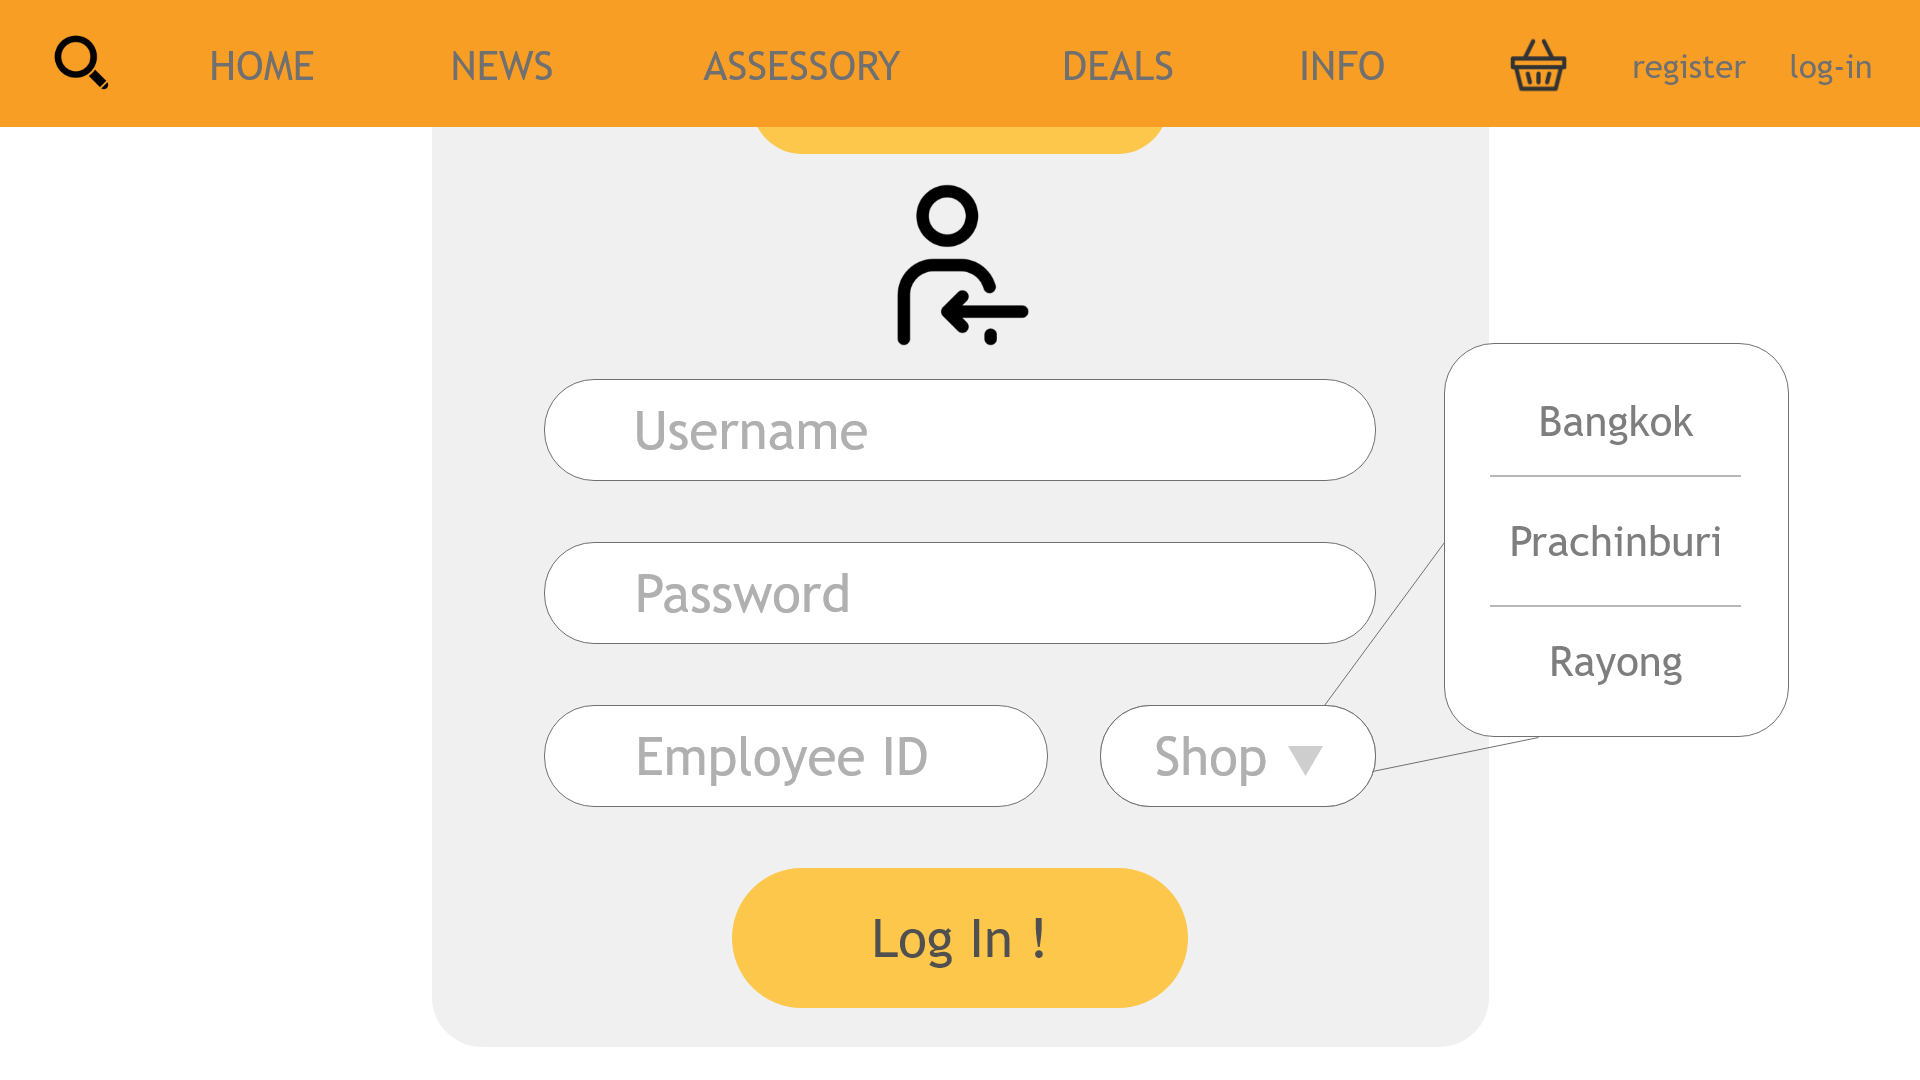 HOME NEWS ASSESSORY DEALS INFO register log-in
Username
Password
Employee ID
Shop
Bangkok
Prachinburi
Rayong
Log In !